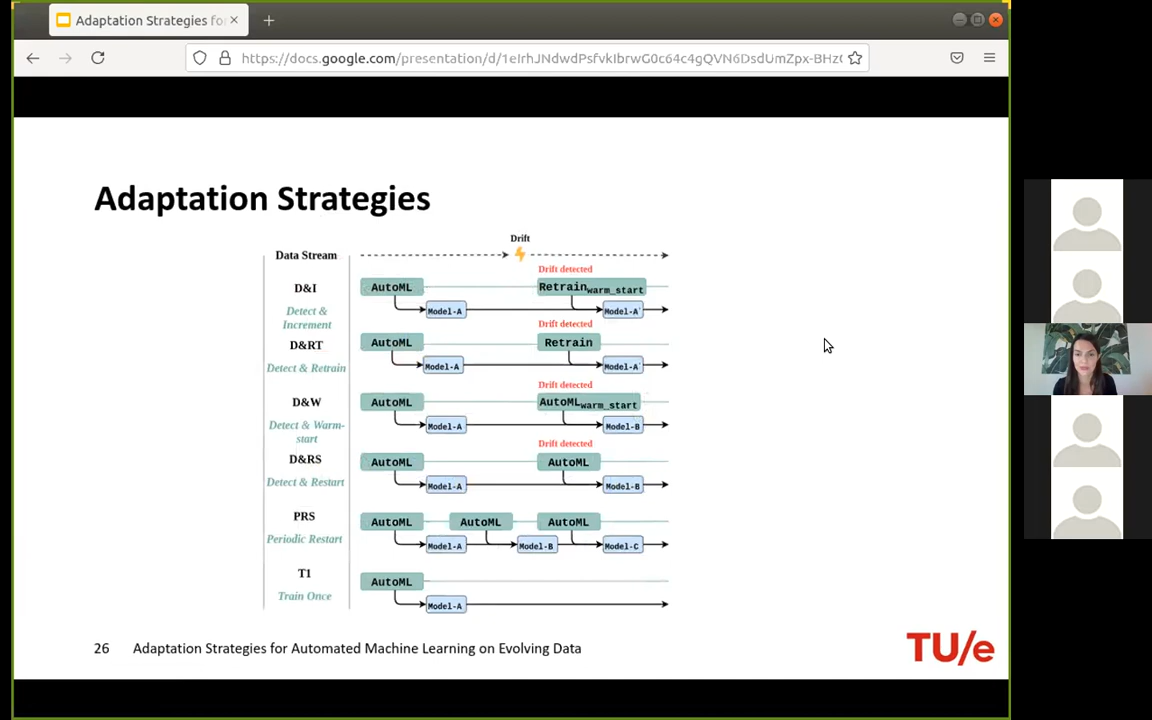 Adaptation Strategies fo
https://docs.google.com/presentation/d/1eIrhJNdwdPsfvkIbrwG0c64c4gQVN6DsdUmZpx-BHz
Adaptation Strategies
Drift
Data Stream
Drift detected
D&I
AutoML
Retrain warm_start
Detect &
Increment
Model-A
Model-A`
Drift detected
D&RT
AutoML
Retrain
Detect & Retrain
Model-A
Model-A`
Drift detected
D&W
AutoML
AutoML warm_start
Detect & Warm-
start
Model-A
Model-B
Drift detected
D&RS
AutoML
AutoML
Detect & Restart
Model-A
Model-B
PRS
AutoML
AutoML
AutoML
Periodic Restart
Model-A
Model-B
Model-C
T1
AutoML
Train Once
Model-A
26
Adaptation Strategies for Automated Machine Learning on Evolving Data
TU/e